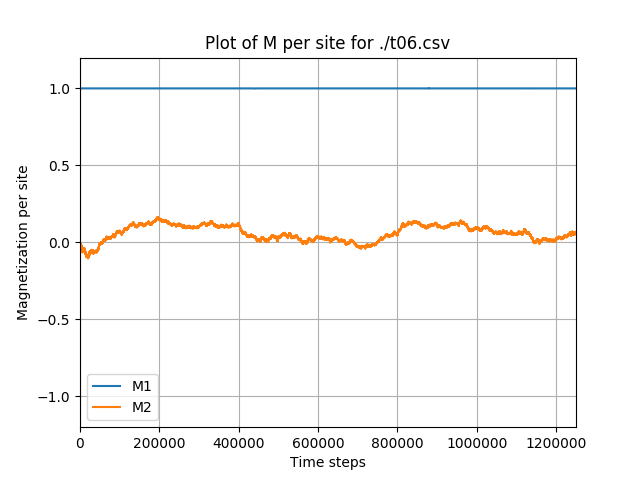 Plot of M per site for ./t06.csv
1.0
0.5
0.0
−0.5
−1.0
Magnetization per site
M1
M2
0 200000 400000 600000 800000 1000000 1200000
Time steps